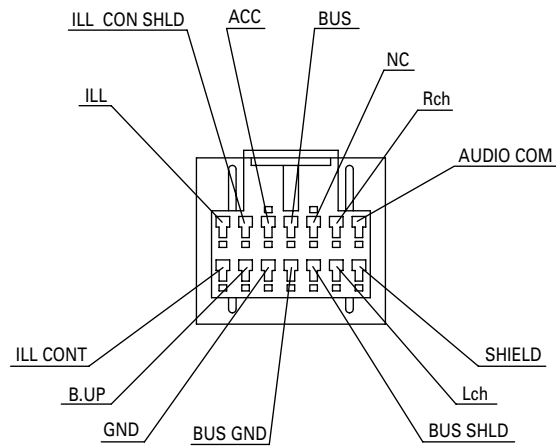 ILL CON SHLD
ACC
BUS
NC
ILL
Rch
AUDIO COM
ILL CONT
SHIELD
B.UP
Lch
GND
BUS GND
BUS SHLD